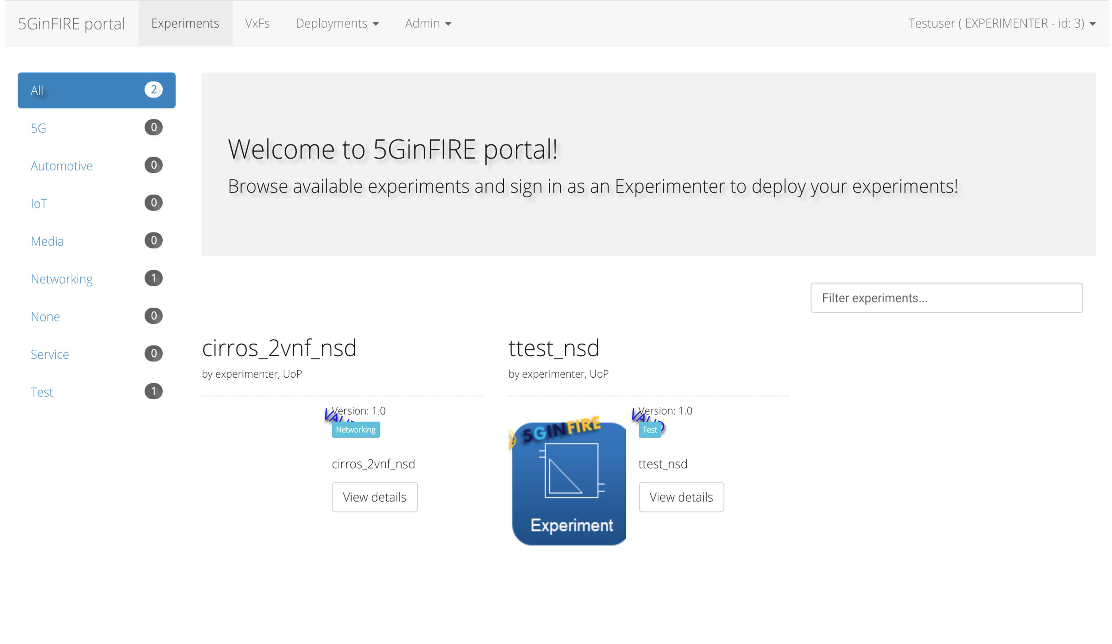 5GinFIRE portal Experiments VxFs Deployments Admin Testuser ( EXPERIMENTER - id: 3)
All 2
5G 0
Automotive 0
IoT 0
Media 0
Networking 1
None 0
Service 0
Test 1
Welcome to 5GinFIRE portal!
Browse available experiments and sign in as an Experimenter to deploy your experiments!
Filter experiments...
cirros_2vnf_nsd
by experimenter, UoP
Version: 1.0
Networking
cirros_2vnf_nsd
View details
ttest_nsd
by experimenter, UoP
5GINFIRE
Experiment
Version: 1.0
Test
ttest_nsd
View details